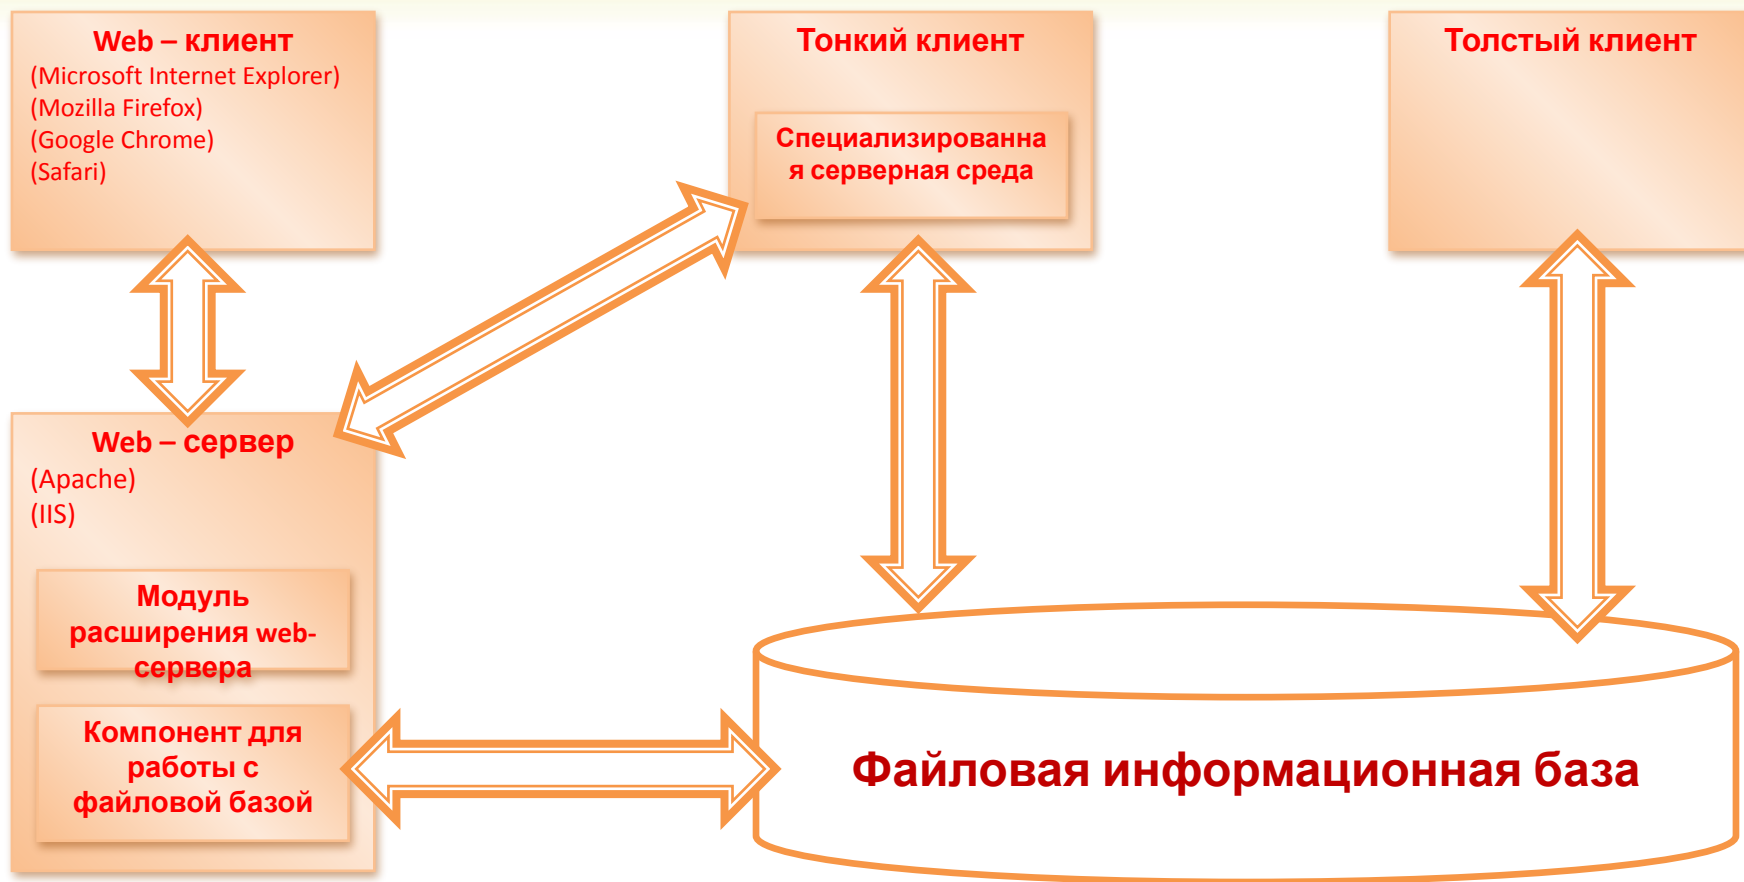 Web – клиент
(Microsoft Internet Explorer)
(Mozilla Firefox)
(Google Chrome)
(Safari)
Тонкий клиент
Специализированна
я серверная среда
Толстый клиент
Web – сервер
(Apache)
(IIS)
Модуль
расширения web-
сервера
Компонент для
работы с
файловой базой
Файловая информационная база